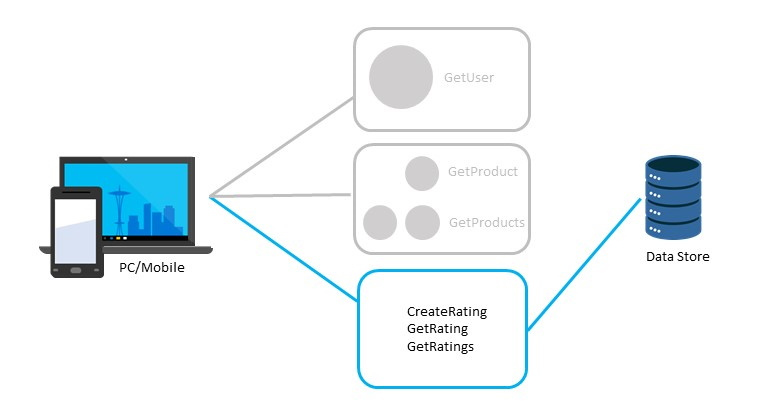 GetUser
GetProduct
GetProducts
PC/Mobile
Data Store
CreateRating
GetRating
GetRatings